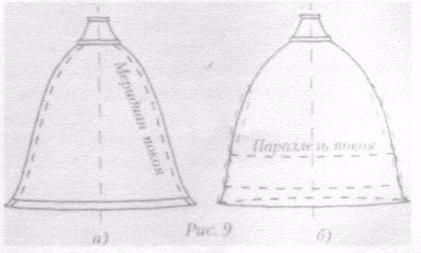 Меридиан покоя
Параллель покоя
а)
Рис. 9
б)